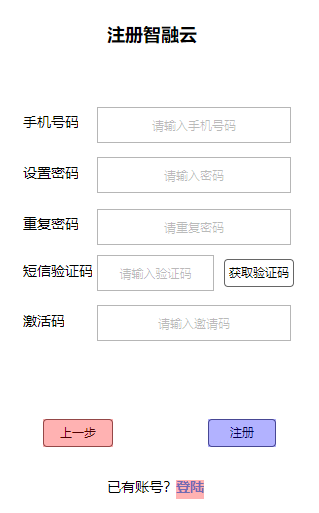 注册智融云
手机号码 请输入手机号码
设置密码 请输入密码
重复密码 请重复密码
短信验证码 请输入验证码 获取验证码
激活码 请输入邀请码
上一步 注册
已有账号？登陆